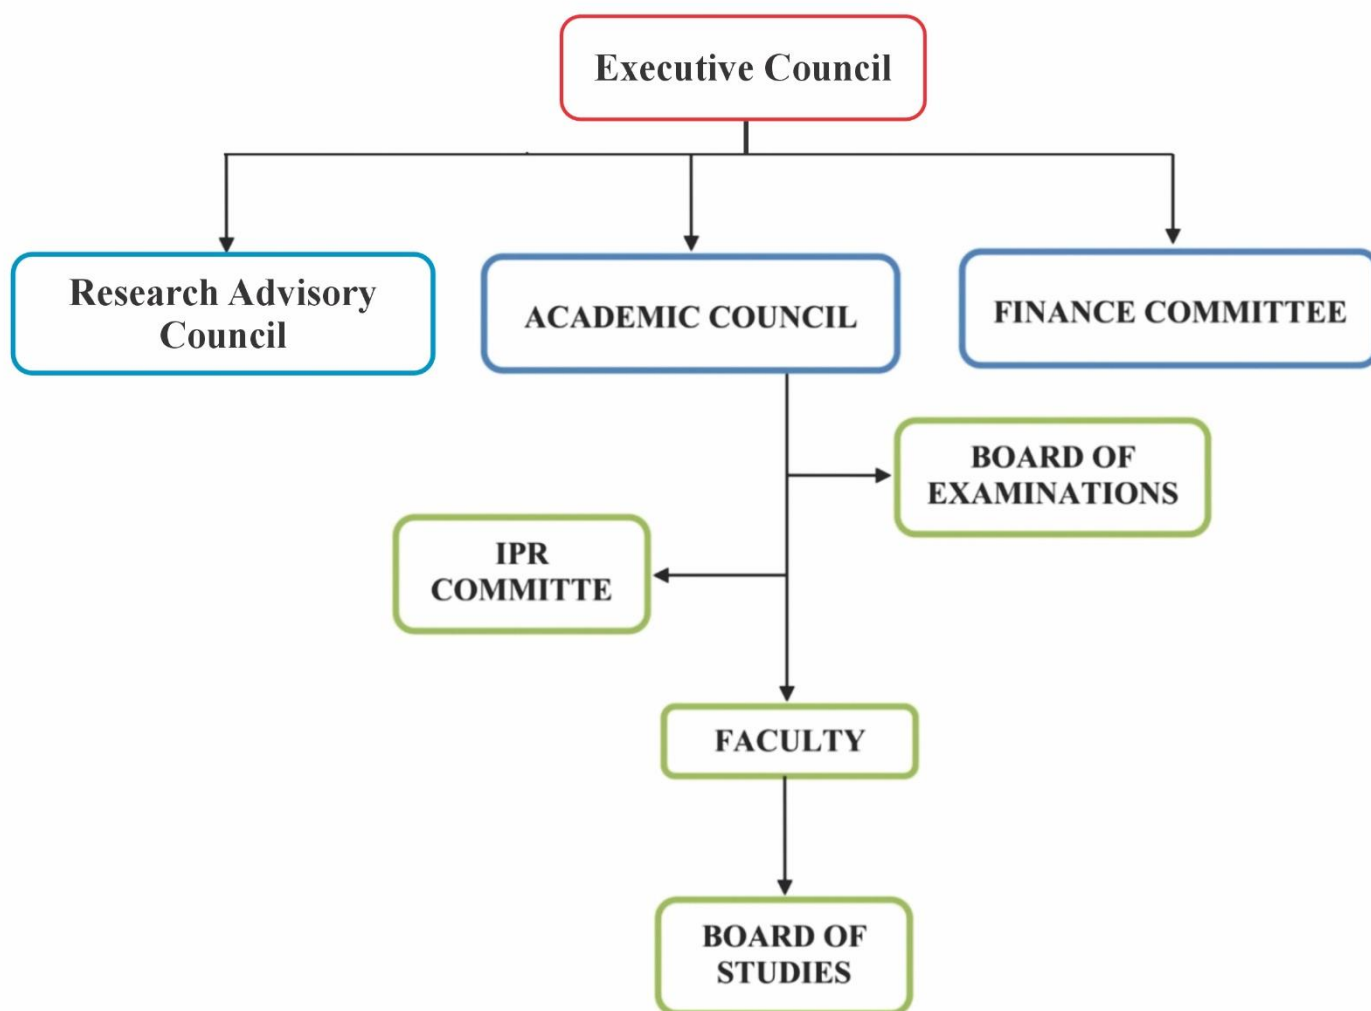 Executive Council
Research Advisory
Council
ACADEMIC COUNCIL
FINANCE COMMITTEE
BOARD OF
EXAMINATIONS
IPR
COMMITTE
FACULTY
BOARD OF
STUDIES